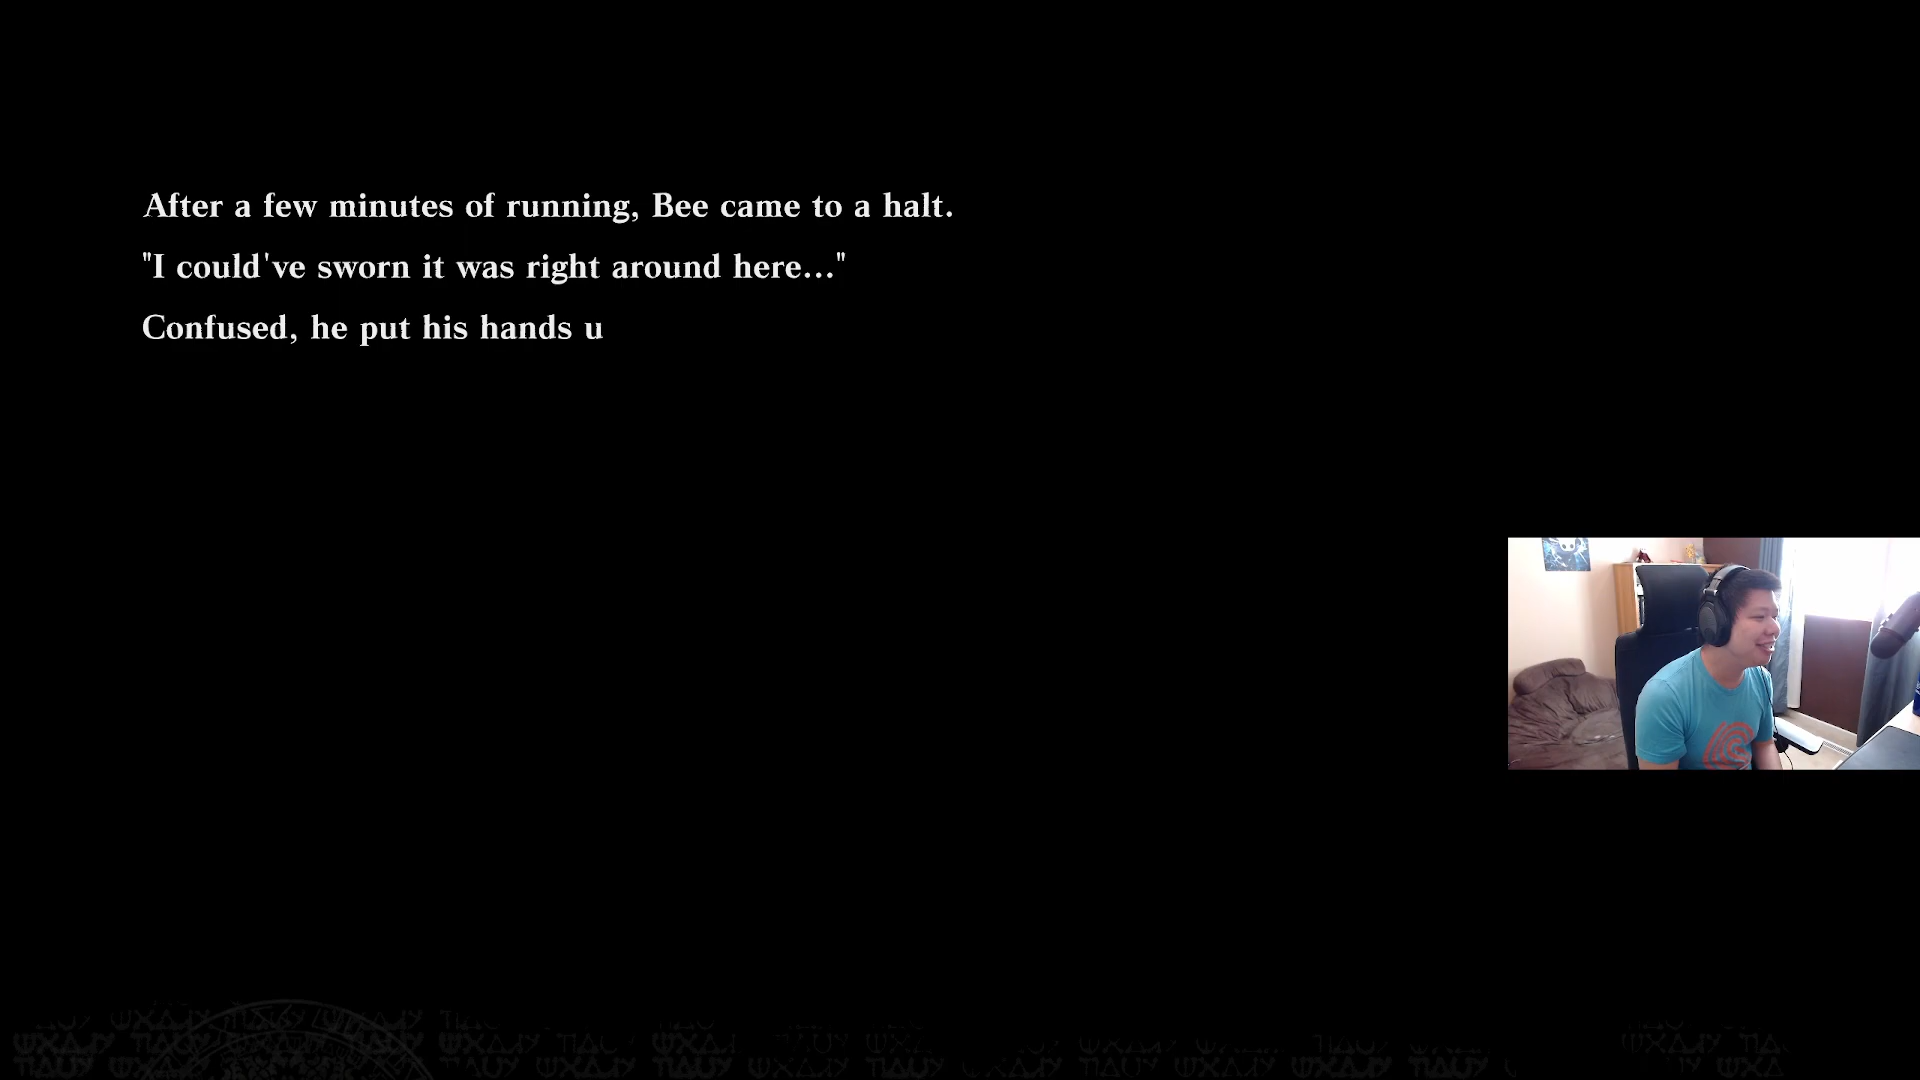 After a few minutes of running, Bee came to a halt.
"I could've sworn it was right around here..."
Confused, he put his hands u